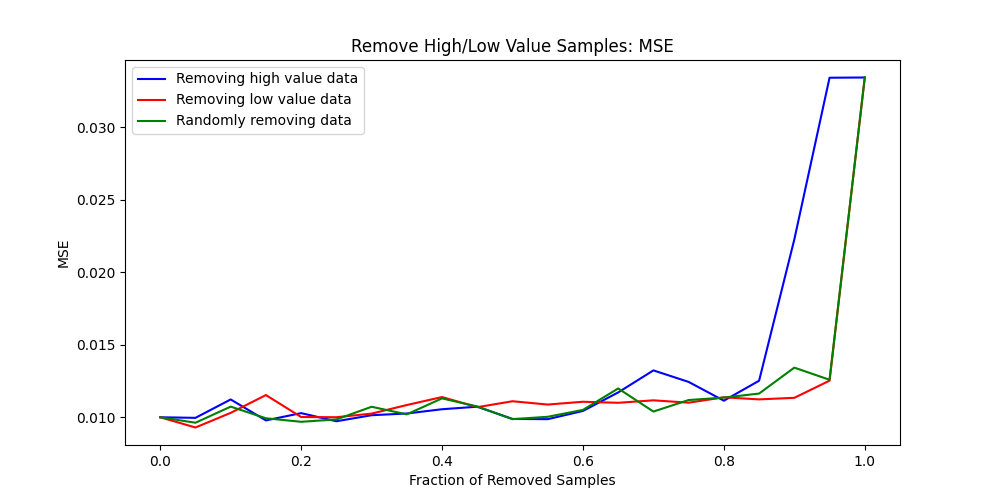 Remove High/Low Value Samples: MSE
Removing high value data
Removing low value data
Randomly removing data
MSE
0.030
0.025
0.020
0.015
0.010
0.0 0.2 0.4 0.6 0.8 1.0
Fraction of Removed Samples